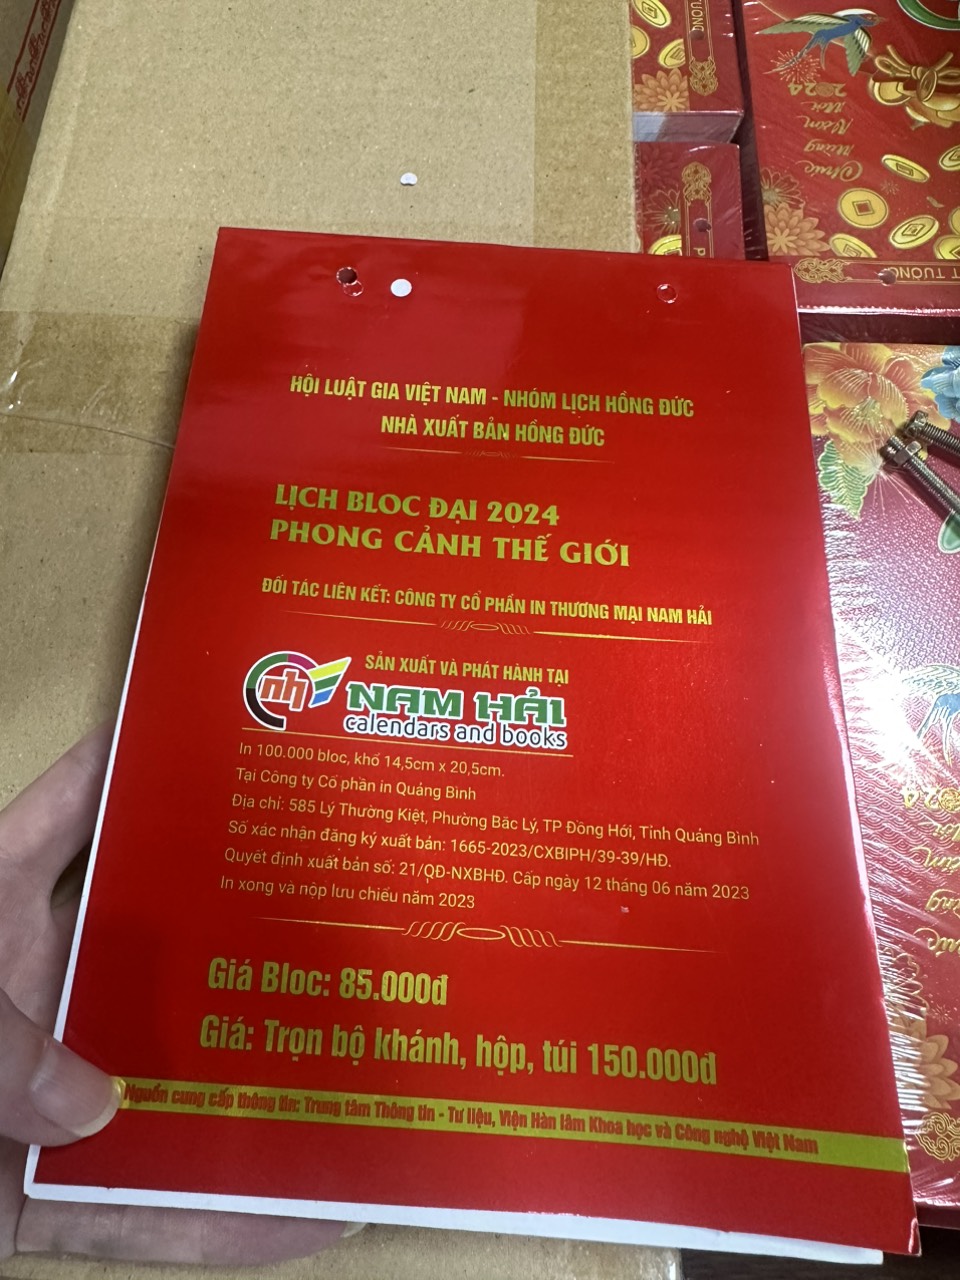 HỘI LUẬT GIA VIỆT NAM - NHÓM LỊCH HỒNG ĐỨC
NHÀ XUẤT BẢN HỒNG ĐỨC
LỊCH BLOC ĐẠI 2024
PHONG CẢNH THẾ GIỚI
ĐỐI TÁC LIÊN KẾT: CÔNG TY CỔ PHẦN IN THƯƠNG MẠI NAM HẢI
SẢN XUẤT VÀ PHÁT HÀNH TẠI
nh
NAM HẢI
calendars and books
In 100.000 bloc, khổ 14,5cm x 20,5cm.
Tại Công ty Cổ phần in Quảng Bình
Địa chỉ: 585 Lý Thường Kiệt, Phường Bắc Lý, TP Đồng Hới, Tỉnh Quảng Bình
Số xác nhận đăng ký xuất bản: 1665-2023/CXBIPH/39-39/HĐ.
Quyết định xuất bản số: 21/QĐ-NXBHĐ. Cấp ngày 12 tháng 06 năm 2023
In xong và nộp lưu chiểu năm 2023
Giá Bloc: 85.000đ
Giá: Trọn bộ khánh, hộp, túi 150.000đ
Nguồn cung cấp thông tin: Trung tâm Thông tin - Tư liệu, Viện Hàn lâm Khoa học và Công nghệ Việt Nam
Chúc
Mừng
Năm
Mới
2024
T TƯỜNG